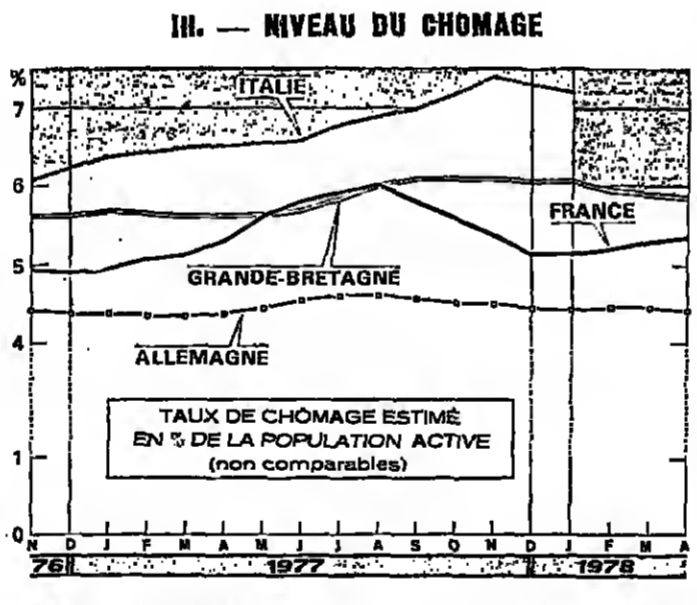 III. — NIVEAU DU CHOMAGE
%
7
6
5
4
1
0
ITALIE
FRANCE
GRANDE-BRETAGNE
ALLEMAGNE
TAUX DE CHÔMAGE ESTIMÉ
EN % DE LA POPULATION ACTIVE
(non comparables)
N D J F M A M J J A S O N D J F M A
76 1977 1978